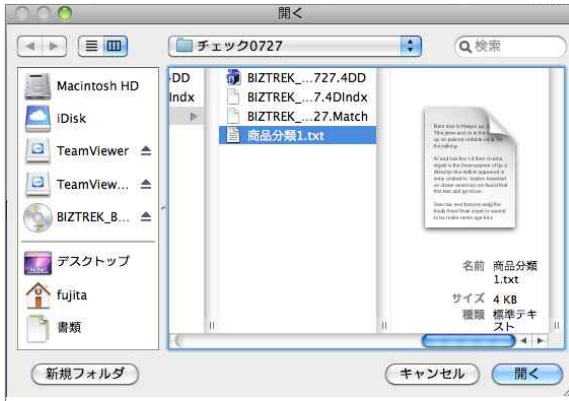 開く
チェック0727
検索
Macintosh HD
iDisk
TeamViewer
TeamView...
BIZTREK_B...
デスクトップ
fujita
書類
DD
Indx
BIZTREK_...727.4DD
BIZTREK_...7.4DIndx
BIZTREK_...27.Match
商品分類1.txt
名前 商品分類
1.txt
サイズ 4 KB
種類 標準テキ
スト
新規フォルダ
キャンセル
開く